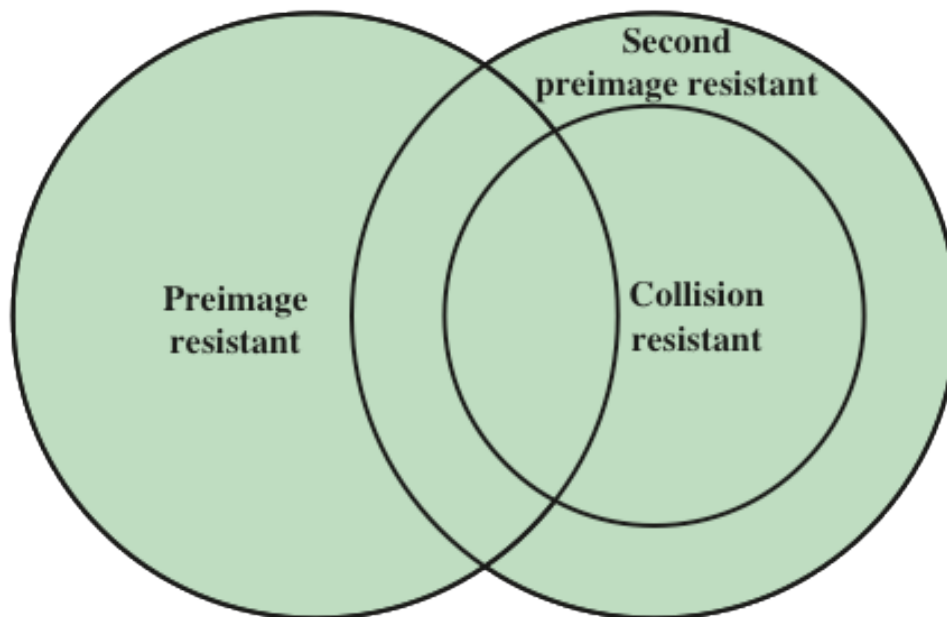 Second
preimage resistant
Preimage
resistant
Collision
resistant